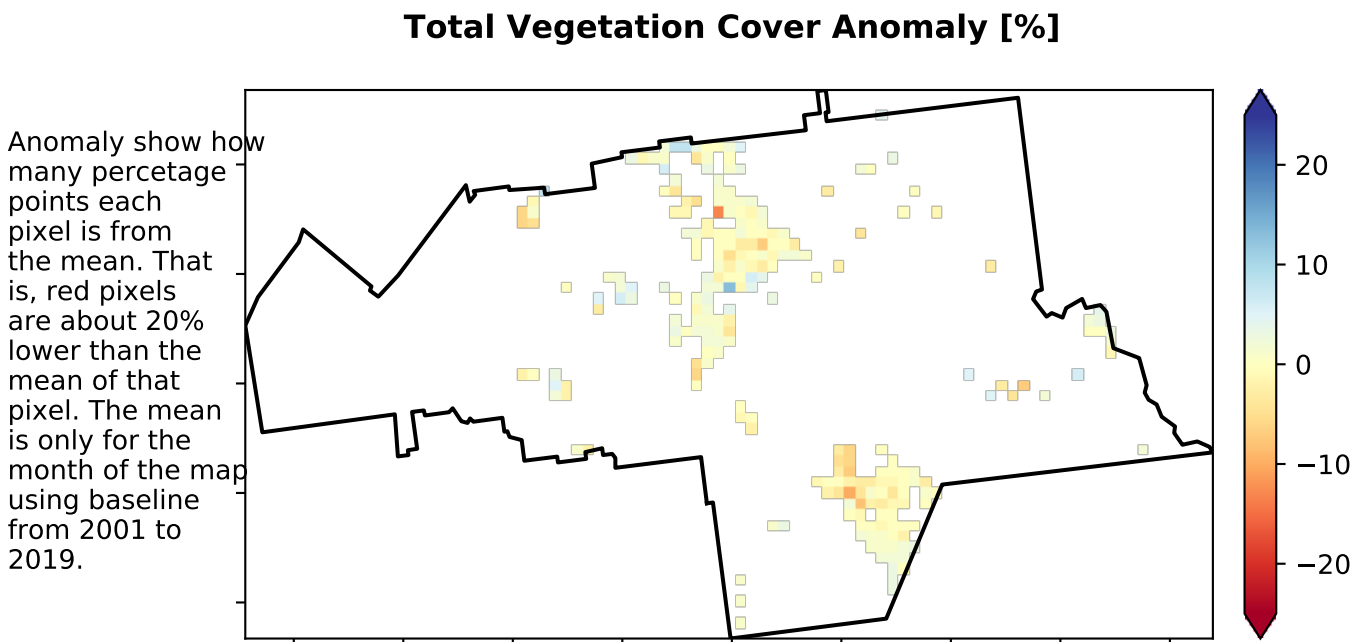 Total Vegetation Cover Anomaly [%]
Anomaly show how
many percetage
points each
pixel is from
the mean. That
is, red pixels
are about 20%
lower than the
mean of that
pixel. The mean
is only for the
month of the map
using baseline
from 2001 to
2019.
20
10
0
−10
−20